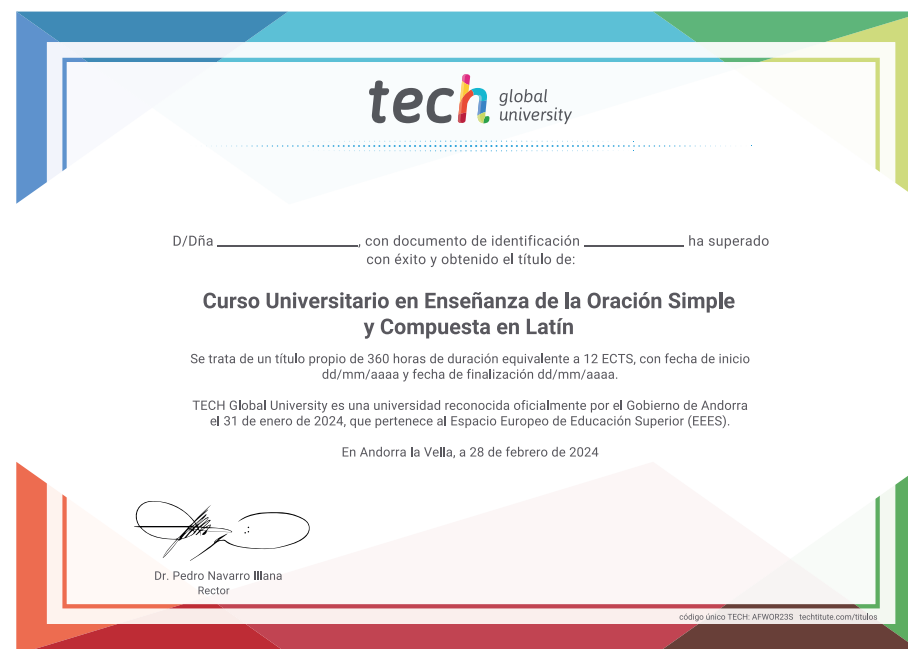 tech global university
D/Dña ____________________, con documento de identificación ______________ ha superado
con éxito y obtenido el título de:
Curso Universitario en Enseñanza de la Oración Simple
y Compuesta en Latín
Se trata de un título propio de 360 horas de duración equivalente a 12 ECTS, con fecha de inicio
dd/mm/aaaa y fecha de finalización dd/mm/aaaa.
TECH Global University es una universidad reconocida oficialmente por el Gobierno de Andorra
el 31 de enero de 2024, que pertenece al Espacio Europeo de Educación Superior (EEES).
En Andorra la Vella, a 28 de febrero de 2024
Dr. Pedro Navarro Illana
Rector
código único TECH: AFWOR23S techtitute.com/titulos